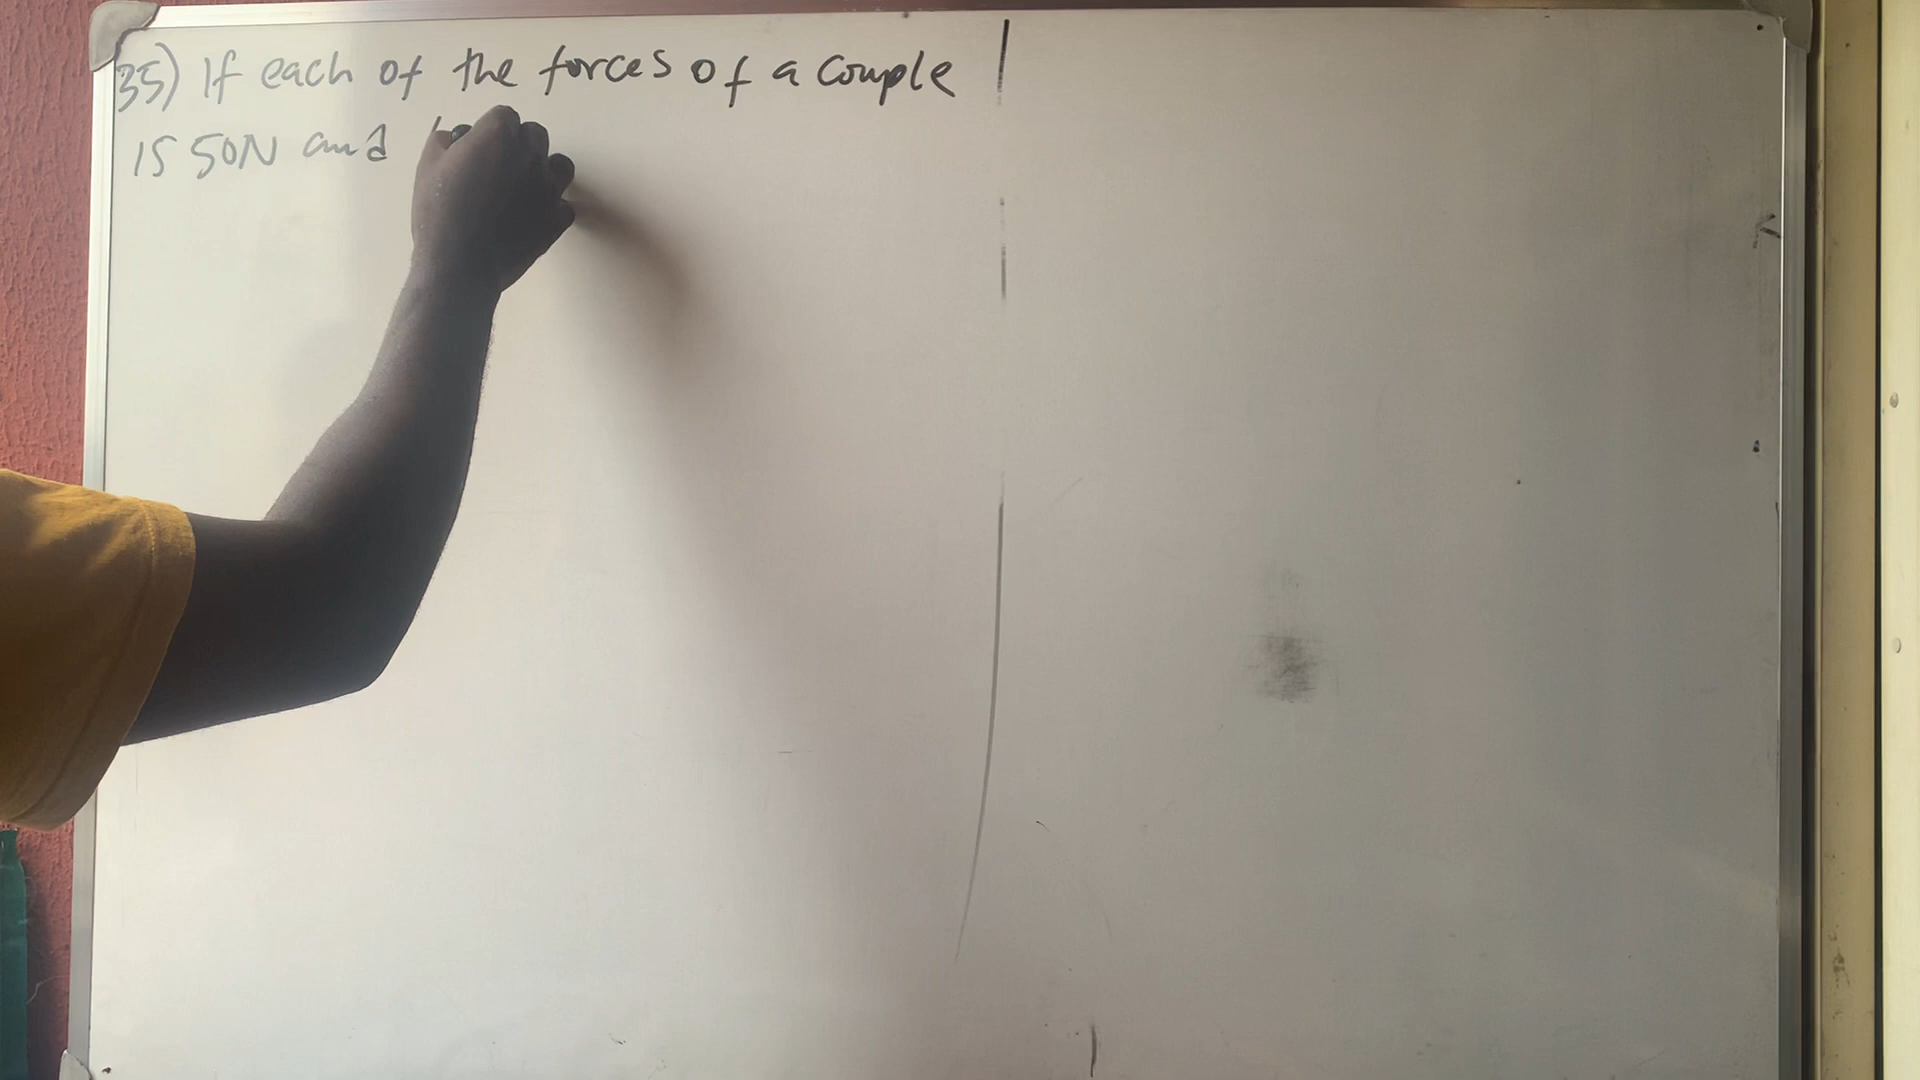 35) If each of the forces of a couple
is 50N and